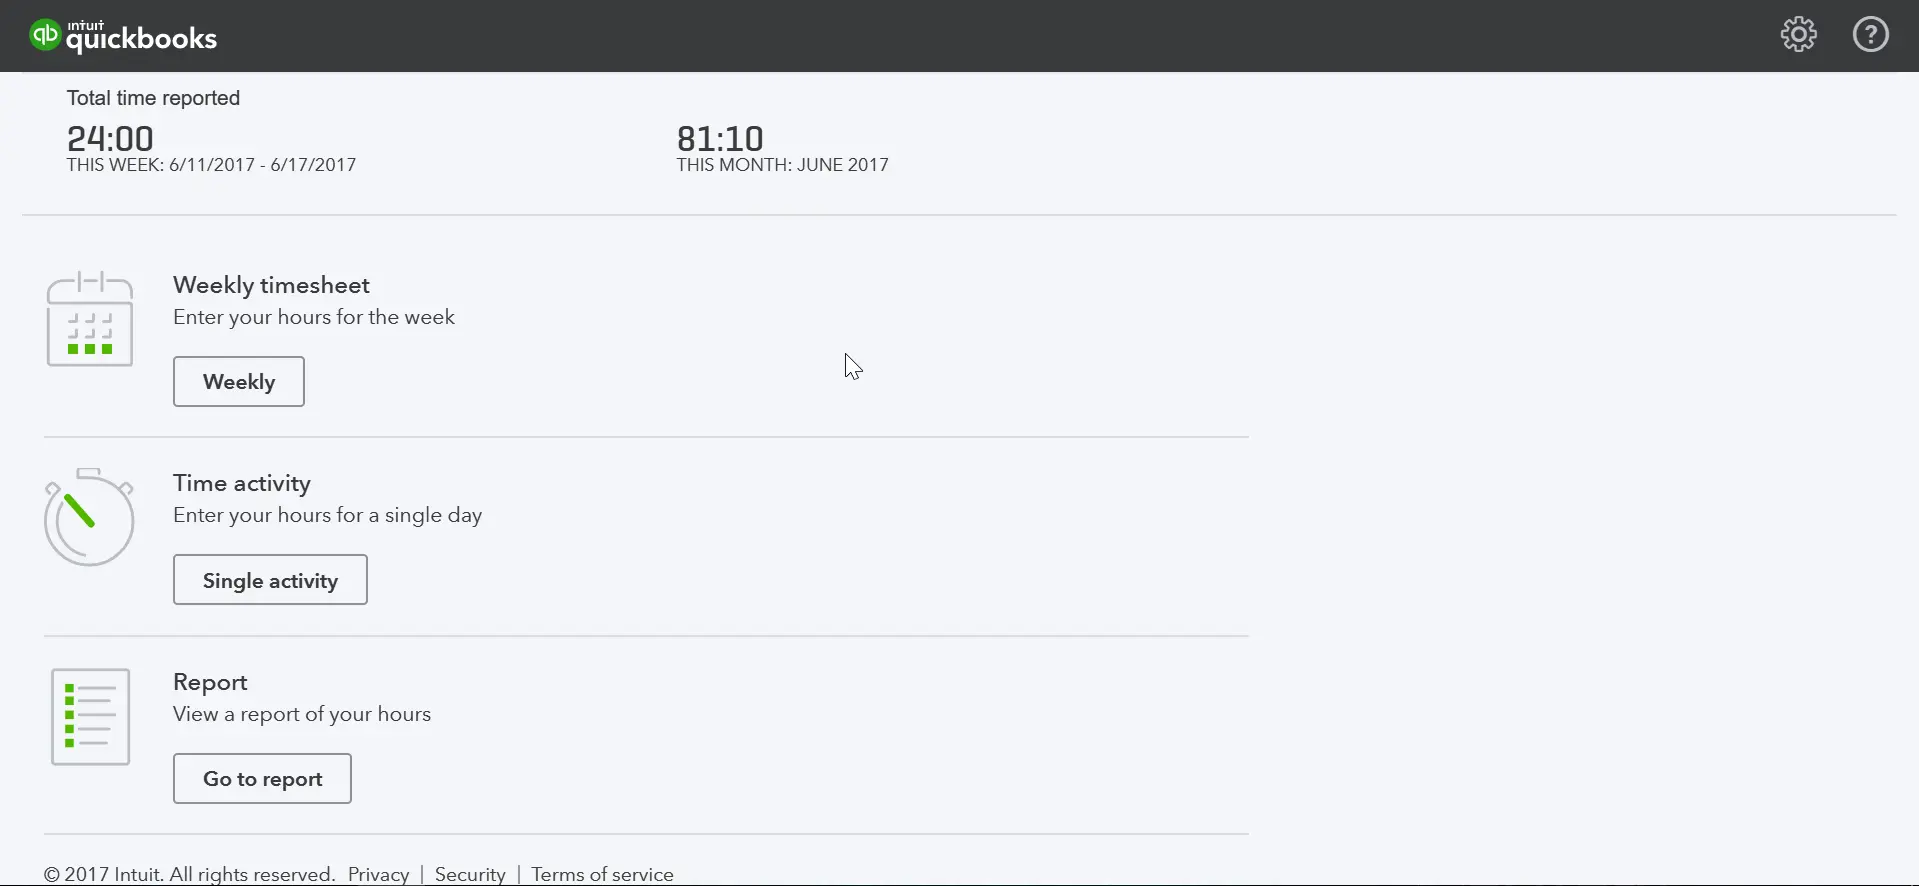 qb intuit quickbooks
?
Total time reported
24:00
THIS WEEK: 6/11/2017 - 6/17/2017
81:10
THIS MONTH: JUNE 2017
Weekly timesheet
Enter your hours for the week
Weekly
Time activity
Enter your hours for a single day
Single activity
Report
View a report of your hours
Go to report
© 2017 Intuit. All rights reserved. Privacy | Security | Terms of service